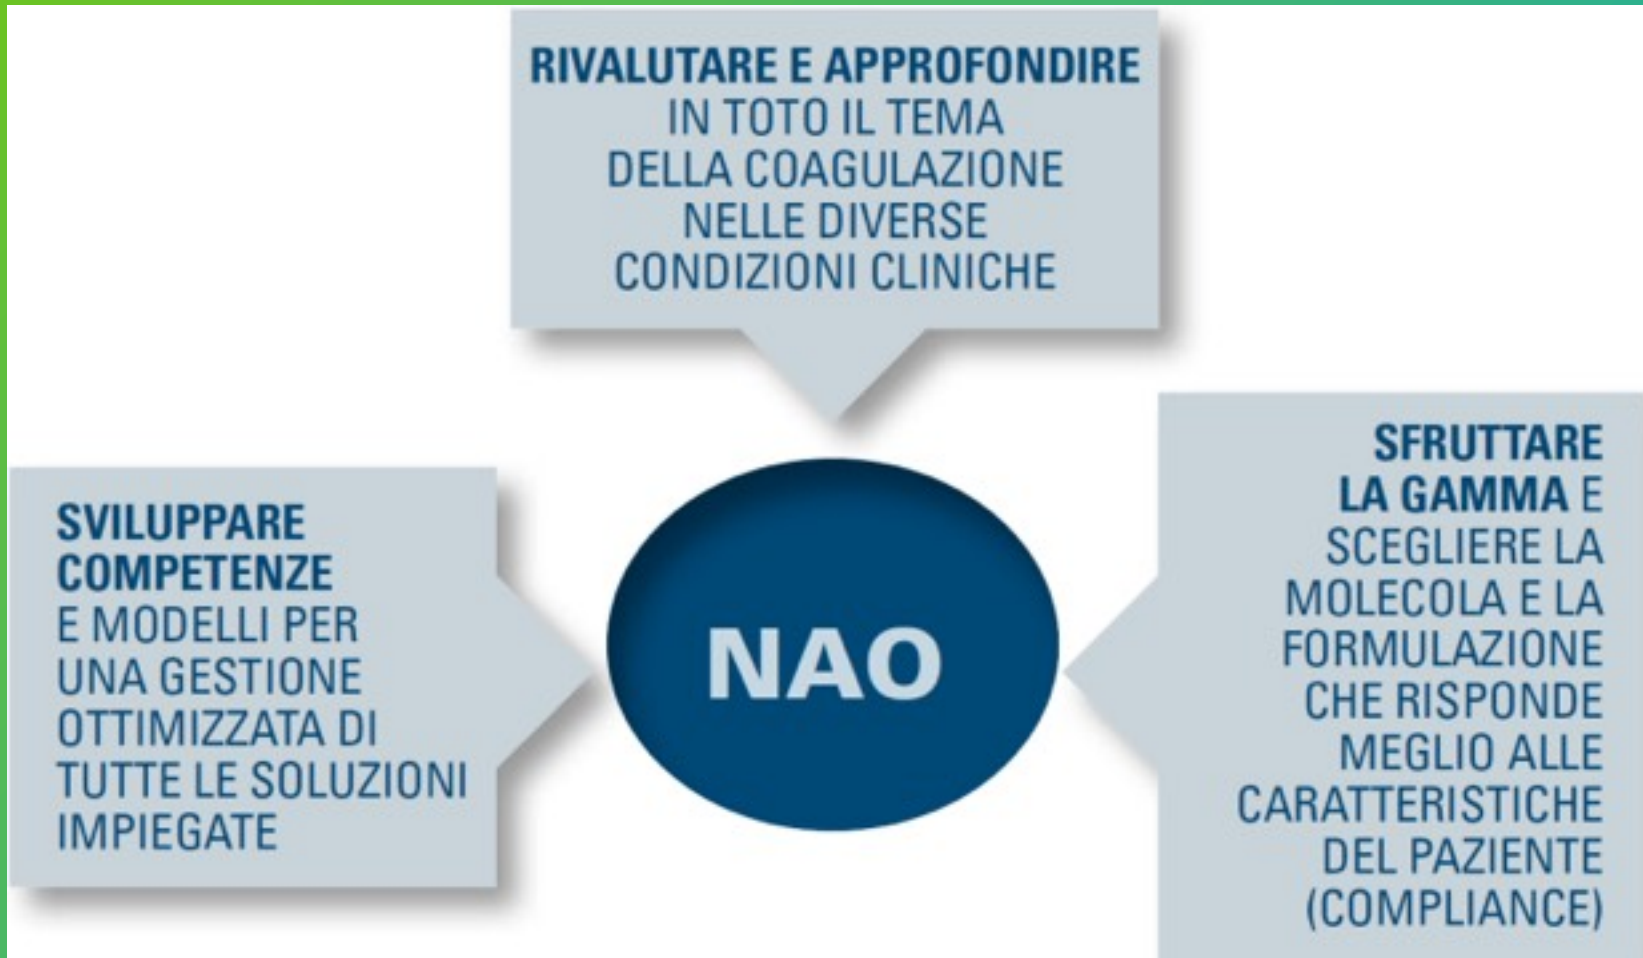 RIVALUTARE E APPROFONDIRE
IN TOTO IL TEMA
DELLA COAGULAZIONE
NELLE DIVERSE
CONDIZIONI CLINICHE
SVILUPPARE
COMPETENZE
E MODELLI PER
UNA GESTIONE
OTTIMIZZATA DI
TUTTE LE SOLUZIONI
IMPIEGATE
NAO
SFRUTTARE
LA GAMMA E
SCEGLIERE LA
MOLECOLA E LA
FORMULAZIONE
CHE RISPONDE
MEGLIO ALLE
CARATTERISTICHE
DEL PAZIENTE
(COMPLIANCE)